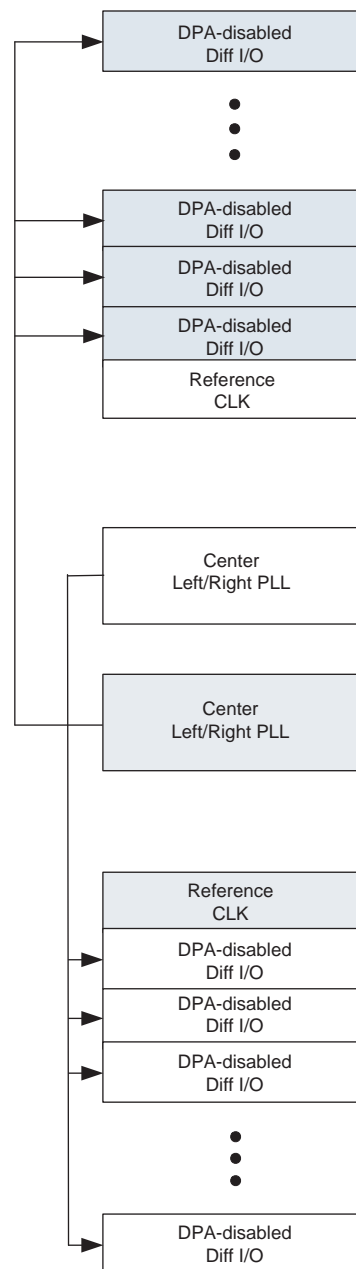 DPA-disabled
Diff I/O
DPA-disabled
Diff I/O
DPA-disabled
Diff I/O
DPA-disabled
Diff I/O
Reference
CLK
Center
Left/Right PLL
Center
Left/Right PLL
Reference
CLK
DPA-disabled
Diff I/O
DPA-disabled
Diff I/O
DPA-disabled
Diff I/O
DPA-disabled
Diff I/O